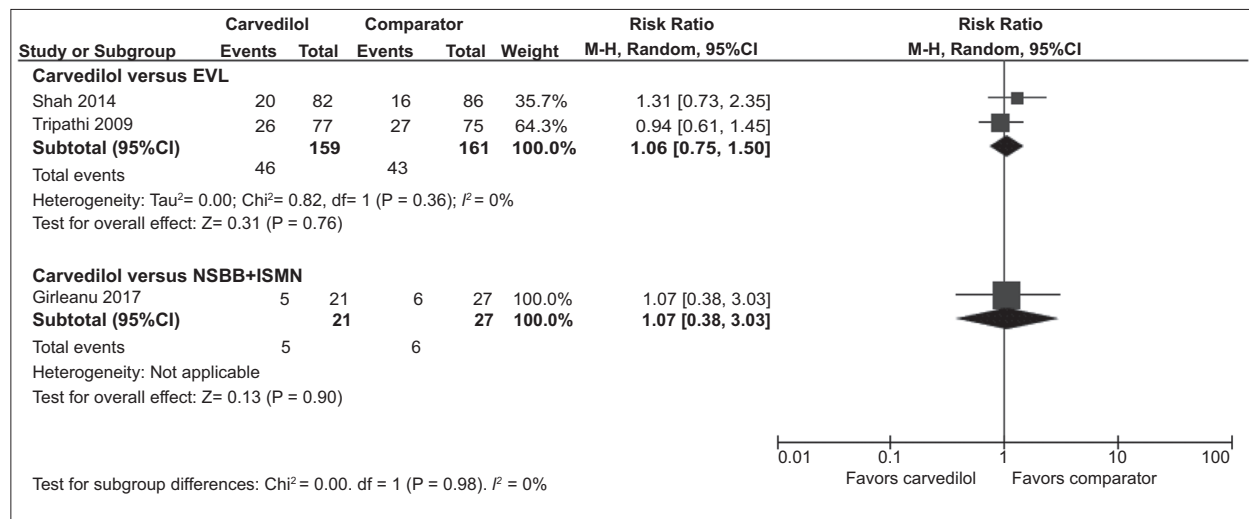 Carvedilol Comparator Risk Ratio Risk Ratio
Study or Subgroup Events Total Events Total Weight M-H, Random, 95%CI M-H, Random, 95%CI
Carvedilol versus EVL
Shah 2014 20 82 16 86 35.7% 1.31 [0.73, 2.35]
Tripathi 2009 26 77 27 75 64.3% 0.94 [0.61, 1.45]
Subtotal (95%CI) 159 161 100.0% 1.06 [0.75, 1.50]
Total events 46 43
Heterogeneity: Tau²= 0.00; Chi²= 0.82, df= 1 (P = 0.36); I² = 0%
Test for overall effect: Z= 0.31 (P = 0.76)
Carvedilol versus NSBB+ISMN
Girleanu 2017 5 21 6 27 100.0% 1.07 [0.38, 3.03]
Subtotal (95%CI) 21 27 100.0% 1.07 [0.38, 3.03]
Total events 5 6
Heterogeneity: Not applicable
Test for overall effect: Z= 0.13 (P = 0.90)
0.01 0.1 1 10 100
Favors carvedilol Favors comparator
Test for subgroup differences: Chi² = 0.00. df = 1 (P = 0.98). I² = 0%